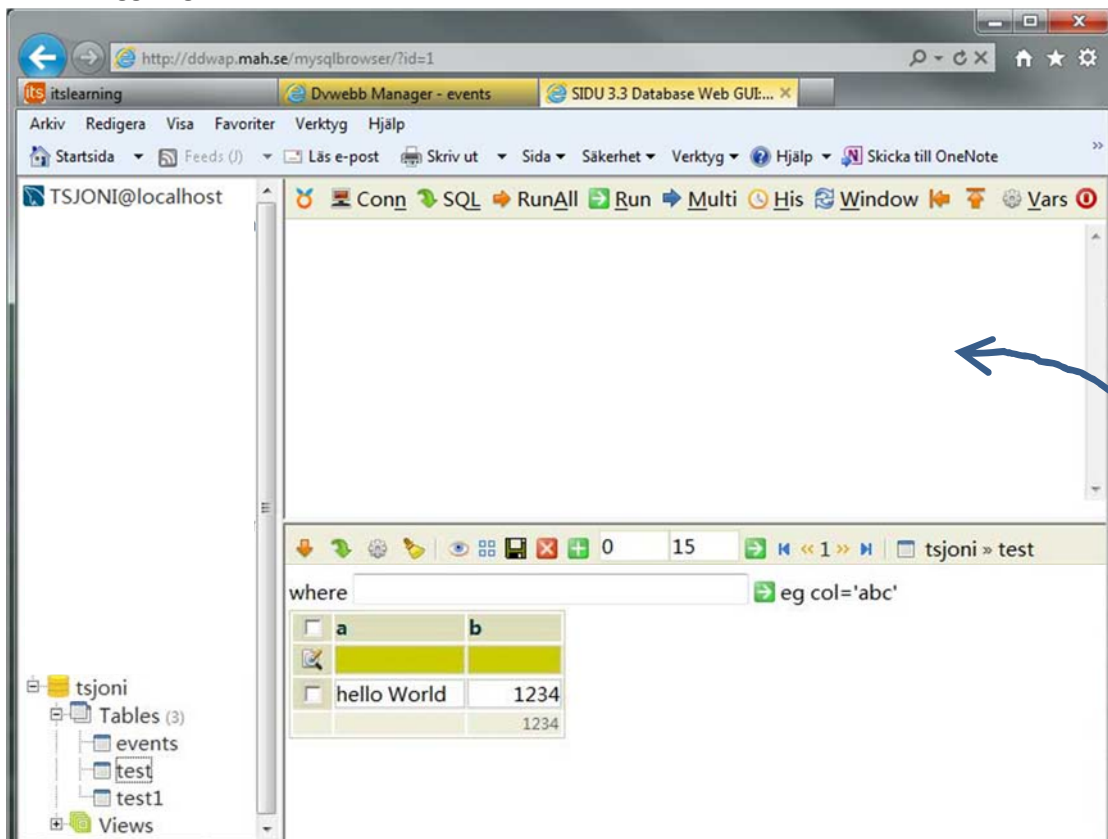 http://ddwap.mah.se/mysqlbrowser/?id=1
its itslearning
Dvwebb Manager - events
SIDU 3.3 Database Web GUI:...
Arkiv Redigera Visa Favoriter Verktyg Hjälp
Startsida Feeds (J) Läs e-post Skriv ut Sida Säkerhet Verktyg Hjälp Skicka till OneNote
TSJONI@localhost
Conn SQL RunAll Run Multi His Window Vars
0 15 « 1 » tsjoni » test
where eg col='abc'
a b
hello World 1234
1234
tsjoni
Tables (3)
events
test
test1
Views